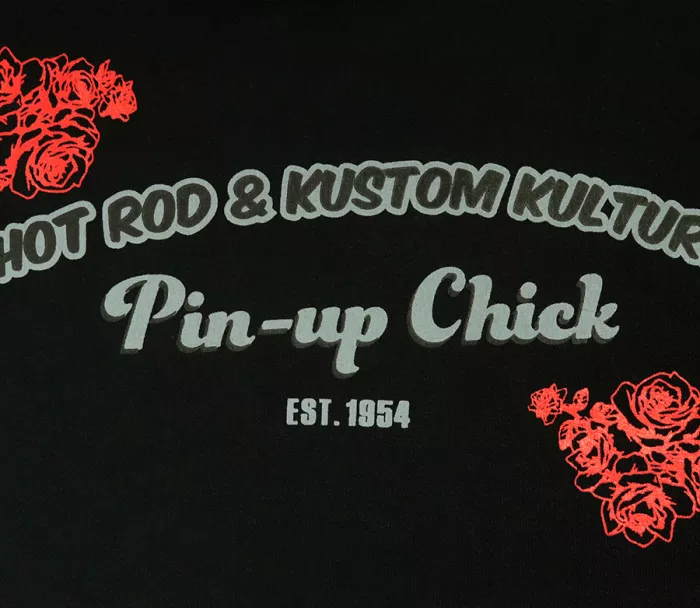 HOT ROD & KUSTOM KULTUR
Pin-up Chick
EST. 1954